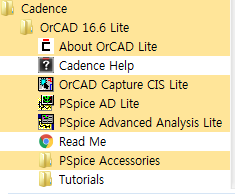 Cadence
OrCAD 16.6 Lite
About OrCAD Lite
Cadence Help
OrCAD Capture CIS Lite
PSpice AD Lite
PSpice Advanced Analysis Lite
Read Me
PSpice Accessories
Tutorials